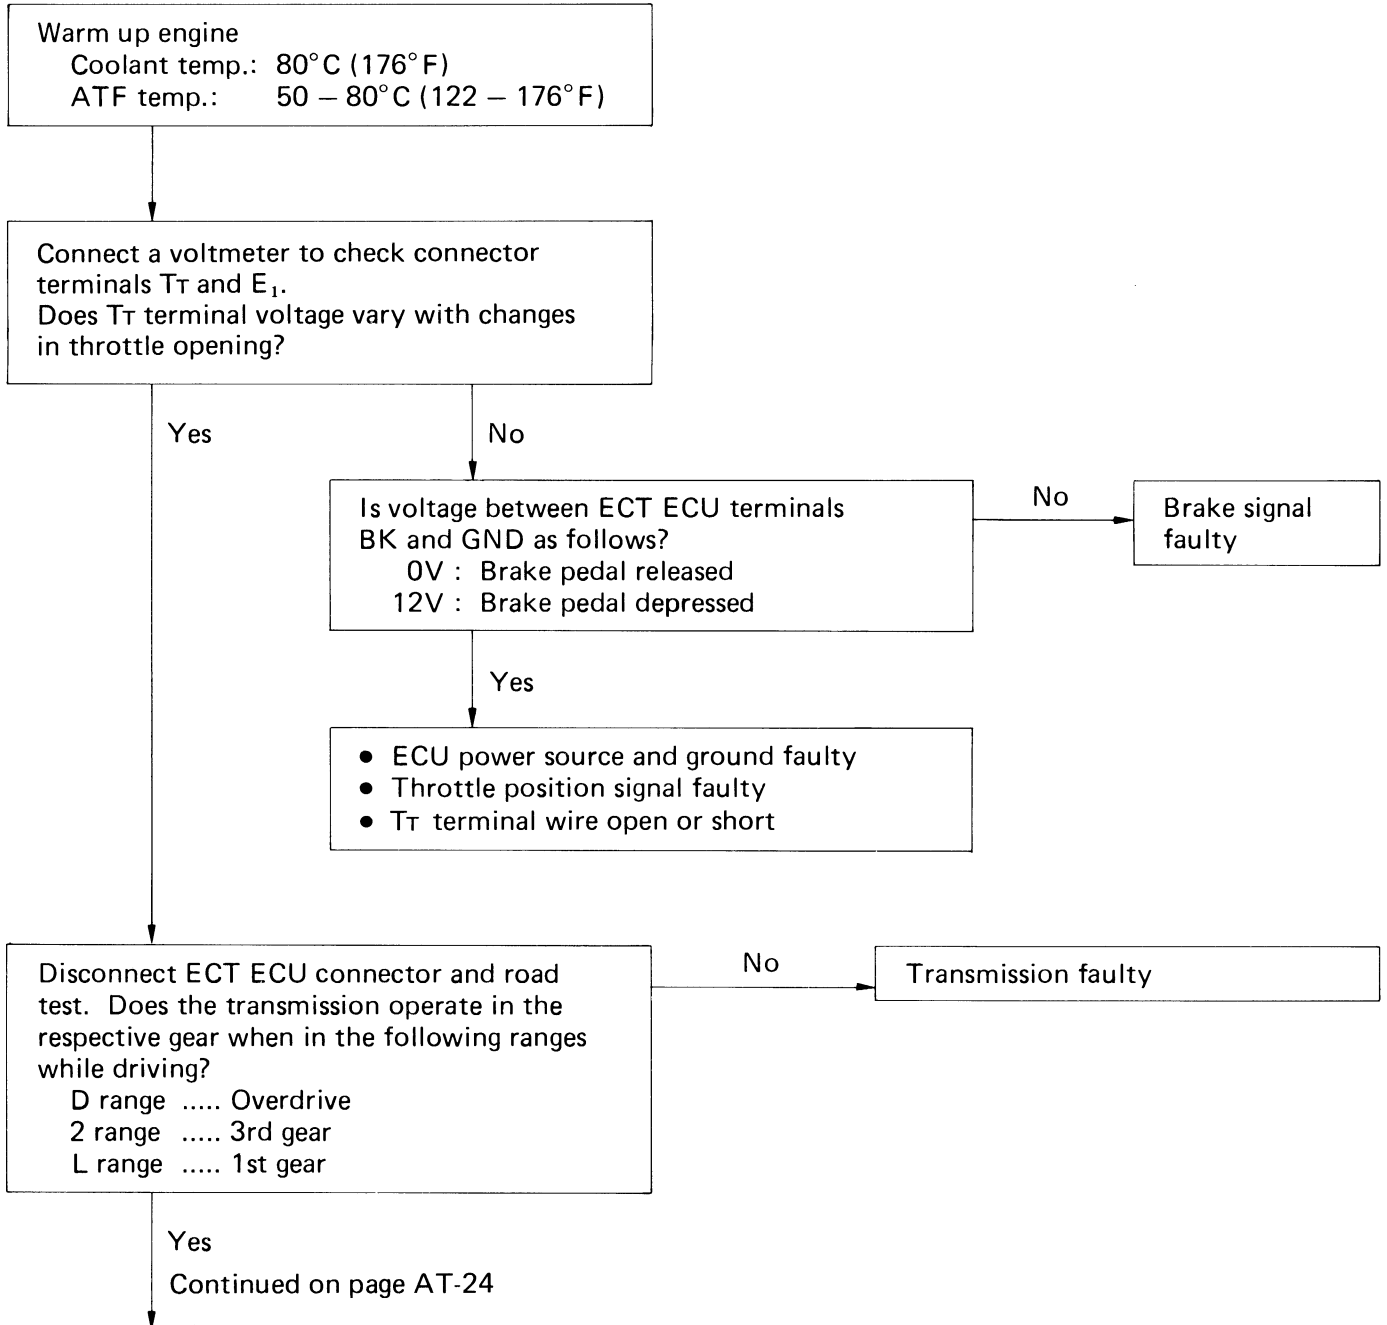 Warm up engine
Coolant temp.: 80°C (176°F)
ATF temp.: 50 – 80°C (122 – 176°F)
Connect a voltmeter to check connector
terminals TT and E1.
Does TT terminal voltage vary with changes
in throttle opening?
Yes
No
Is voltage between ECT ECU terminals
BK and GND as follows?
0V : Brake pedal released
12V : Brake pedal depressed
No
Brake signal
faulty
Yes
● ECU power source and ground faulty
● Throttle position signal faulty
● TT terminal wire open or short
Disconnect ECT ECU connector and road
test. Does the transmission operate in the
respective gear when in the following ranges
while driving?
D range ..... Overdrive
2 range ..... 3rd gear
L range ..... 1st gear
No
Transmission faulty
Yes
Continued on page AT-24